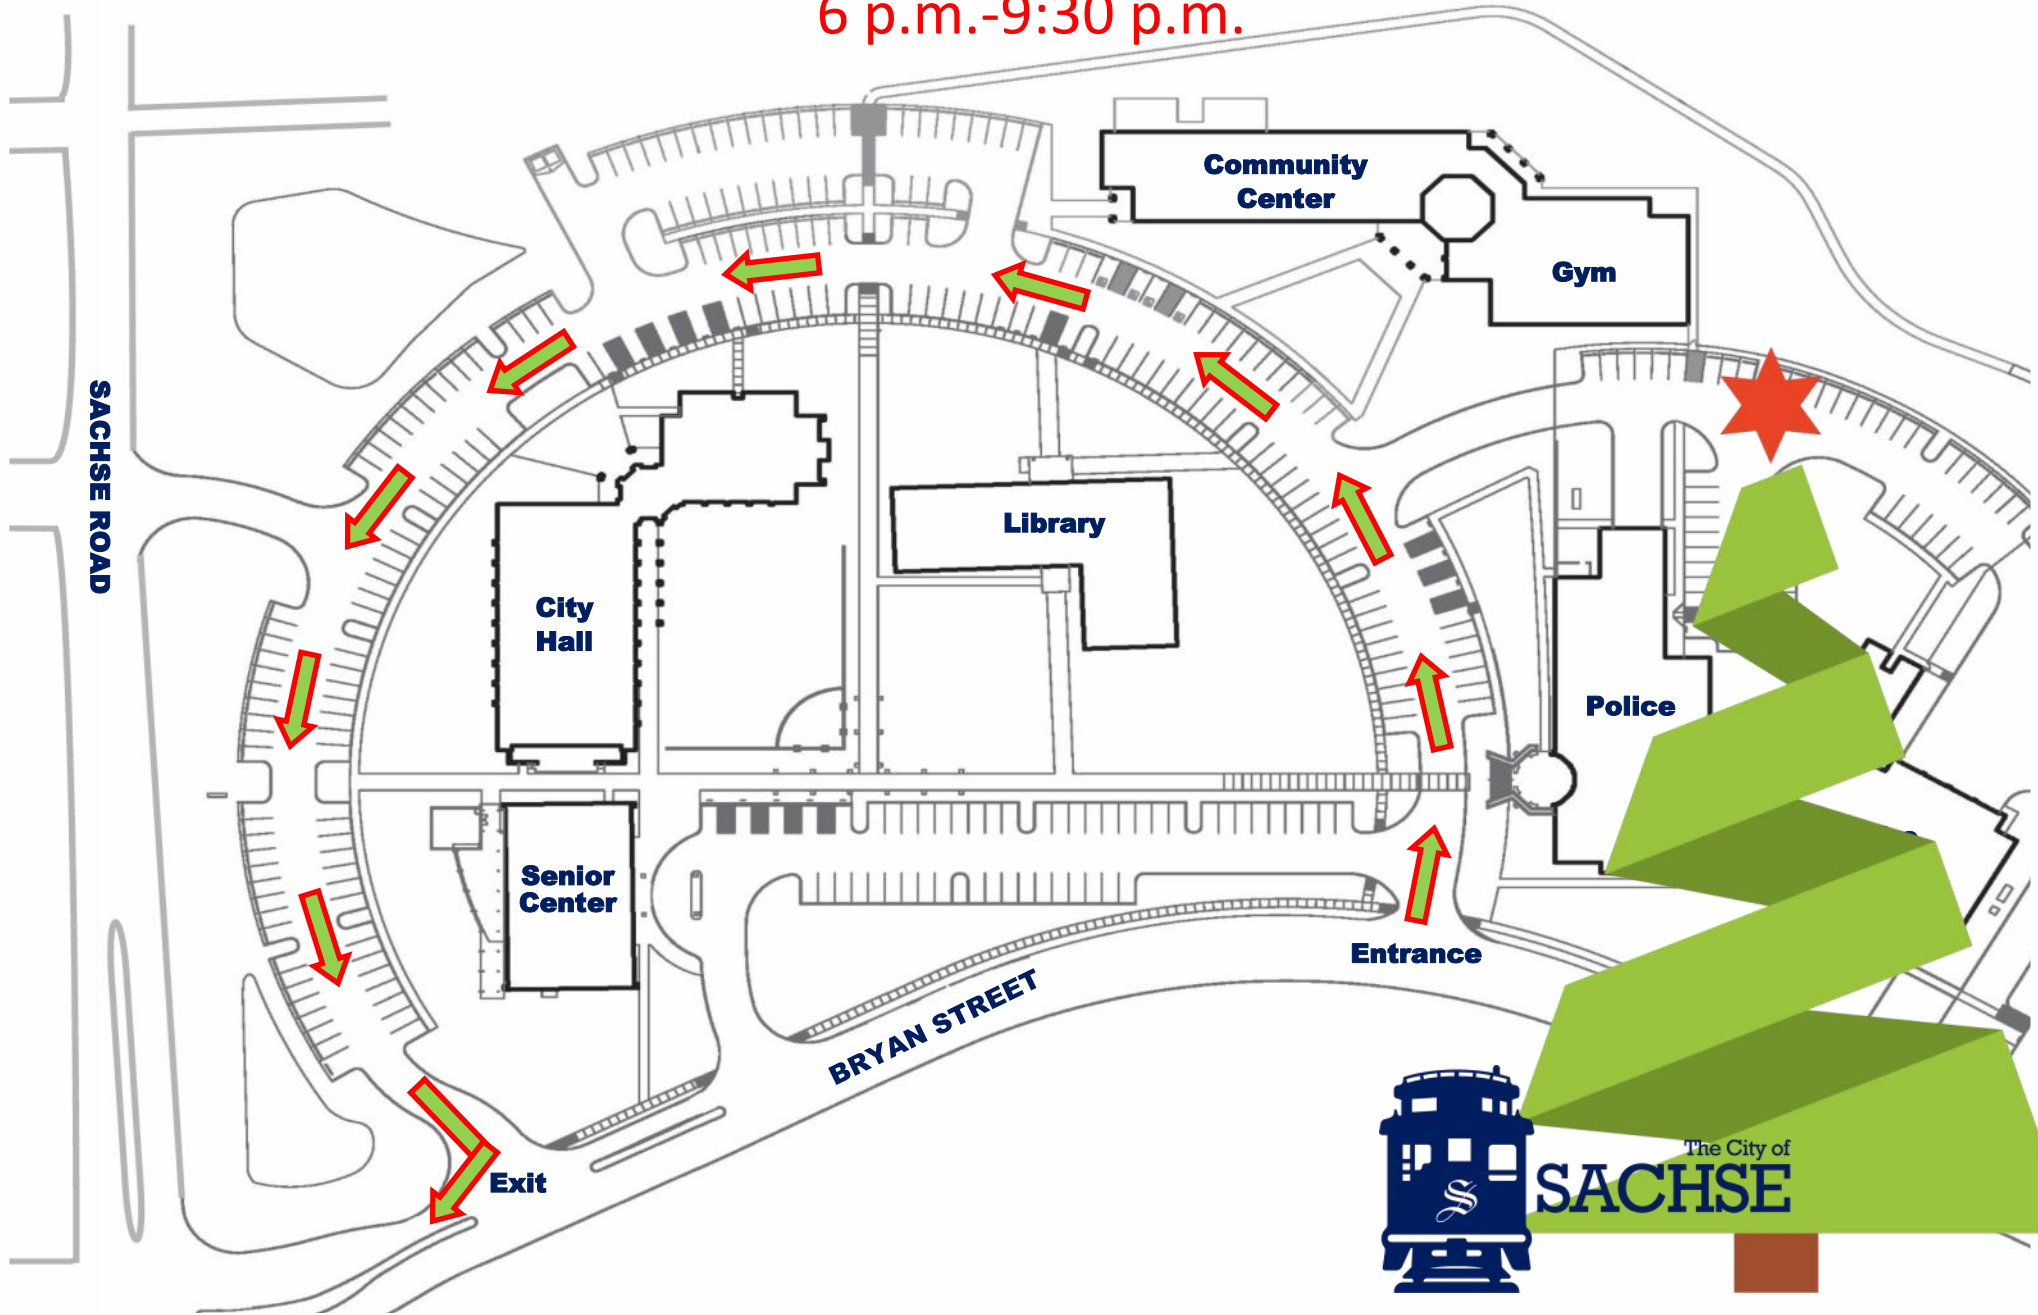 6 p.m.-9:30 p.m.
Community
Center
Gym
SACHSE ROAD
Library
City
Hall
Police
Senior
Center
Entrance
BRYAN STREET
Exit
The City of
SACHSE
S